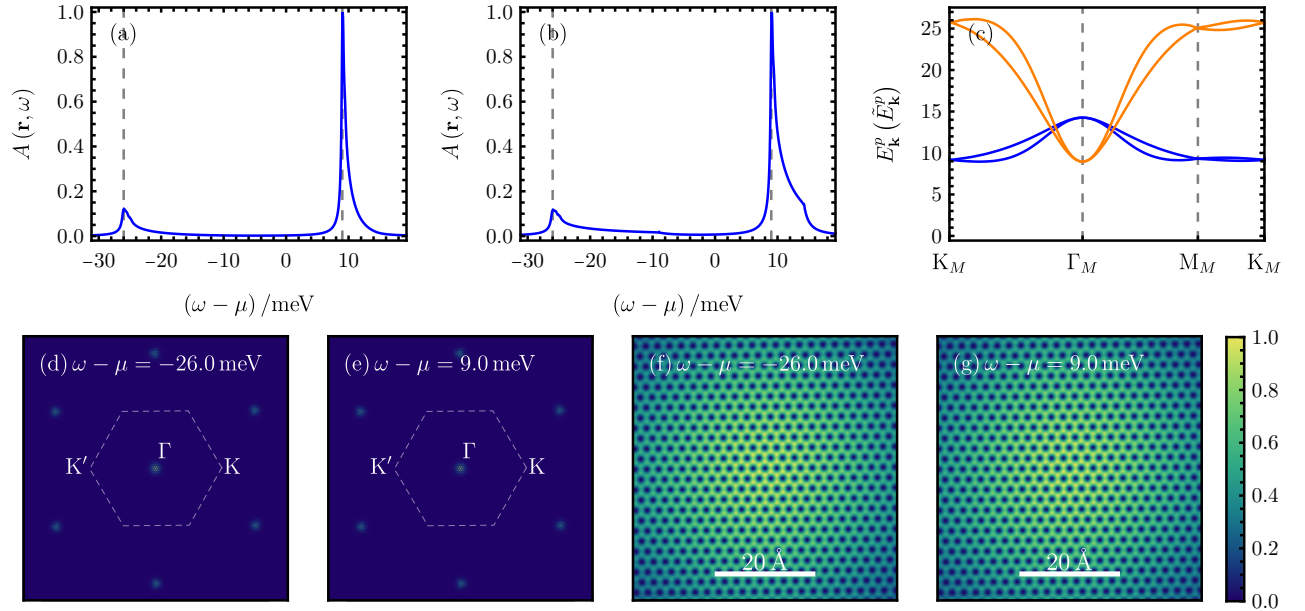 (a)
A (r, ω)
1.0
0.8
0.6
0.4
0.2
0.0
−30 −20 −10 0 10
(ω − μ) /meV
(b)
A (r, ω)
1.0
0.8
0.6
0.4
0.2
0.0
−30 −20 −10 0 10
(ω − μ) /meV
(c)
E_k^p (Ẽ_k^p)
25
20
15
10
5
0
K_M Γ_M M_M K_M
(d) ω − μ = −26.0 meV
K′ Γ K
(e) ω − μ = 9.0 meV
K′ Γ K
(f) ω − μ = −26.0 meV
20 Å
(g) ω − μ = 9.0 meV
20 Å
1.0
0.8
0.6
0.4
0.2
0.0